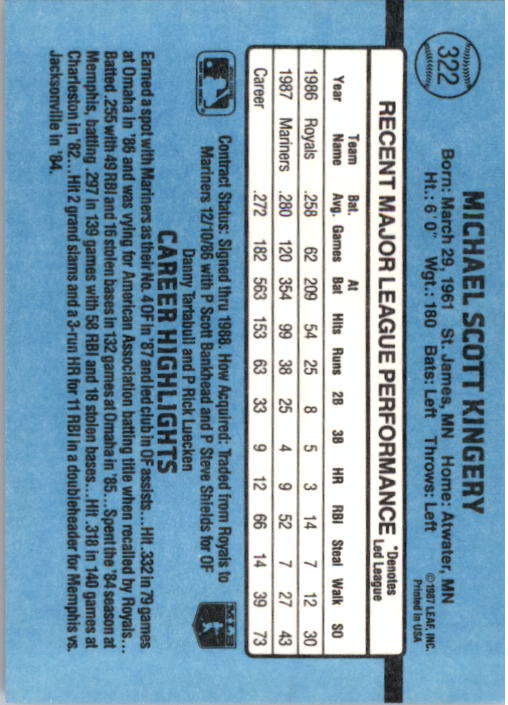 322
MICHAEL SCOTT KINGERY
Born: March 29, 1961 St. James, MN Home: Atwater, MN
Ht.: 6' 0" Wgt.: 180 Bats: Left Throws: Left
©1987 LEAF, INC.
Printed in USA
RECENT MAJOR LEAGUE PERFORMANCE
*Denotes
Led League
Year Team Name Bat. Avg. Games At Bat Hits Runs 2B 3B HR RBI Steal Walk SO
1986 Royals .258 62 209 54 25 8 5 3 14 7 12 30
1987 Mariners .280 120 354 99 38 25 4 9 52 7 27 43
Career .272 182 563 153 63 33 9 12 66 14 39 73
Contract Status: Signed thru 1988. How Acquired: Traded from Royals to
Mariners 12/10/86 with P Scott Bankhead and P Steve Shields for OF
Danny Tartabull and P Rick Luecken
MLB
CAREER HIGHLIGHTS
Earned a spot with Mariners as their No. 4 OF in '87 and led club in OF assists... Hit .332 in 79 games
at Omaha in '86 and was vying for American Association batting title when recalled by Royals...
Batted .255 with 49 RBI and 16 stolen bases in 132 games at Omaha in '85... Spent the '84 season at
Memphis, batting .297 in 139 games with 58 RBI and 18 stolen bases... Hit .318 in 140 games at
Charleston in '82... Hit 2 grand slams and a 3-run HR for 11 RBI in a doubleheader for Memphis vs.
Jacksonville in '84.